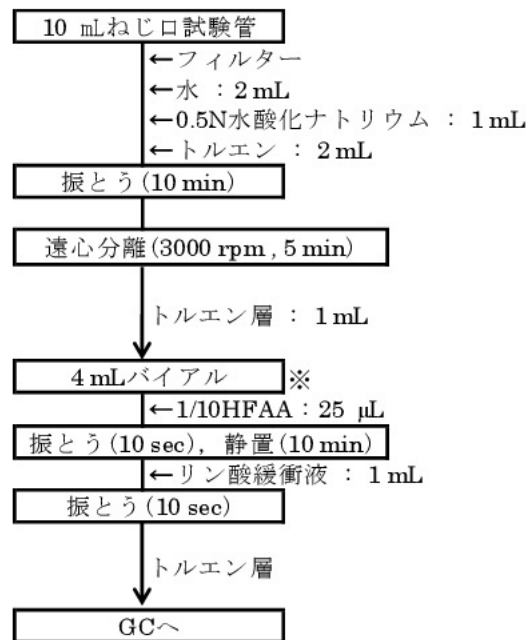 10 mLねじ口試験管
←フィルター
←水 : 2 mL
←0.5N水酸化ナトリウム : 1 mL
←トルエン : 2 mL
振とう(10 min)
遠心分離(3000 rpm , 5 min)
トルエン層 : 1 mL
4 mLバイアル ※
←1/10HFAA : 25 μL
振とう(10 sec), 静置(10 min)
←リン酸緩衝液 : 1 mL
振とう(10 sec)
トルエン層
GCへ